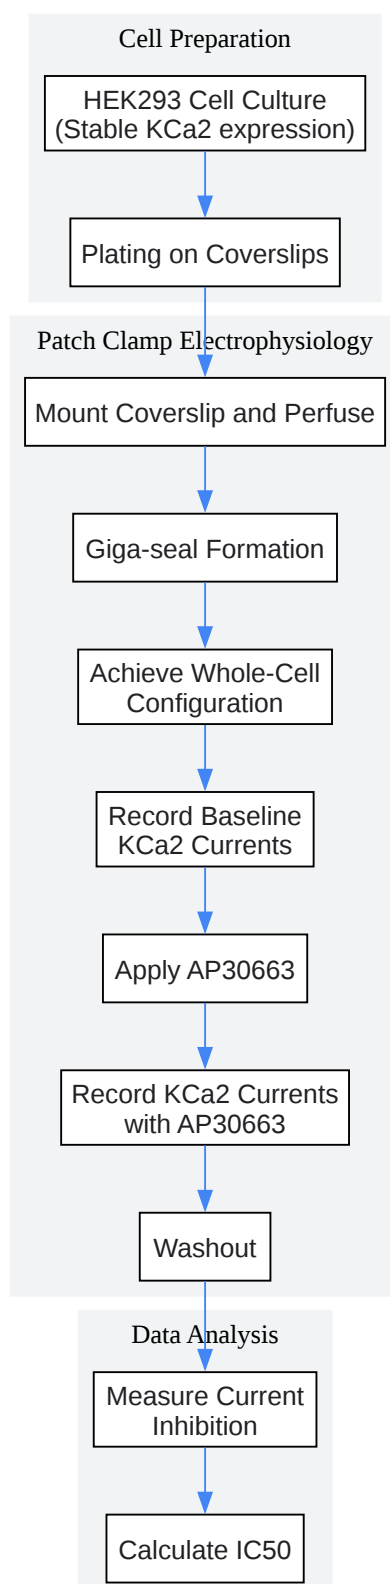 Cell Preparation
HEK293 Cell Culture
(Stable KCa2 expression)
Plating on Coverslips
Patch Clamp Electrophysiology
Mount Coverslip and Perfuse
Giga-seal Formation
Achieve Whole-Cell
Configuration
Record Baseline
KCa2 Currents
Apply AP30663
Record KCa2 Currents
with AP30663
Washout
Data Analysis
Measure Current
Inhibition
Calculate IC50